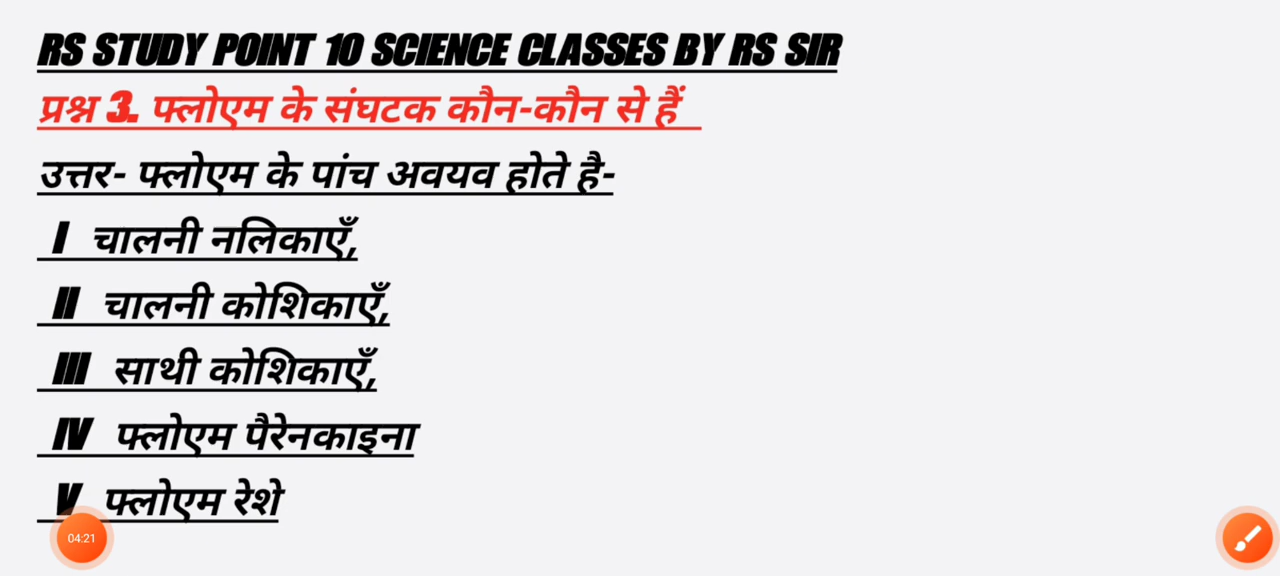 RS STUDY POINT 10 SCIENCE CLASSES BY RS SIR
प्रश्न 3. फ्लोएम के संघटक कौन-कौन से हैं
उत्तर- फ्लोएम के पांच अवयव होते है-
I चालनी नलिकाएँ,
II चालनी कोशिकाएँ,
III साथी कोशिकाएँ,
IV फ्लोएम पैरेनकाइना
V फ्लोएम रेशे
04:21